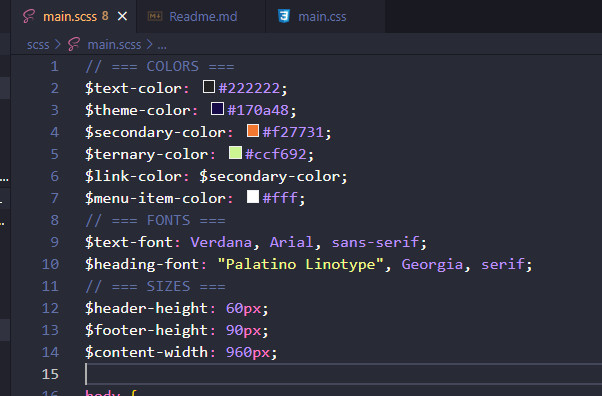 main.scss 8 × Readme.md main.css
scss > main.scss > ...
1 // === COLORS ===
2 $text-color: #222222;
3 $theme-color: #170a48;
4 $secondary-color: #f27731;
5 $ternary-color: #ccf692;
6 $link-color: $secondary-color;
7 $menu-item-color: #fff;
8 // === FONTS ===
9 $text-font: Verdana, Arial, sans-serif;
10 $heading-font: "Palatino Linotype", Georgia, serif;
11 // === SIZES ===
12 $header-height: 60px;
13 $footer-height: 90px;
14 $content-width: 960px;
15
16 body {